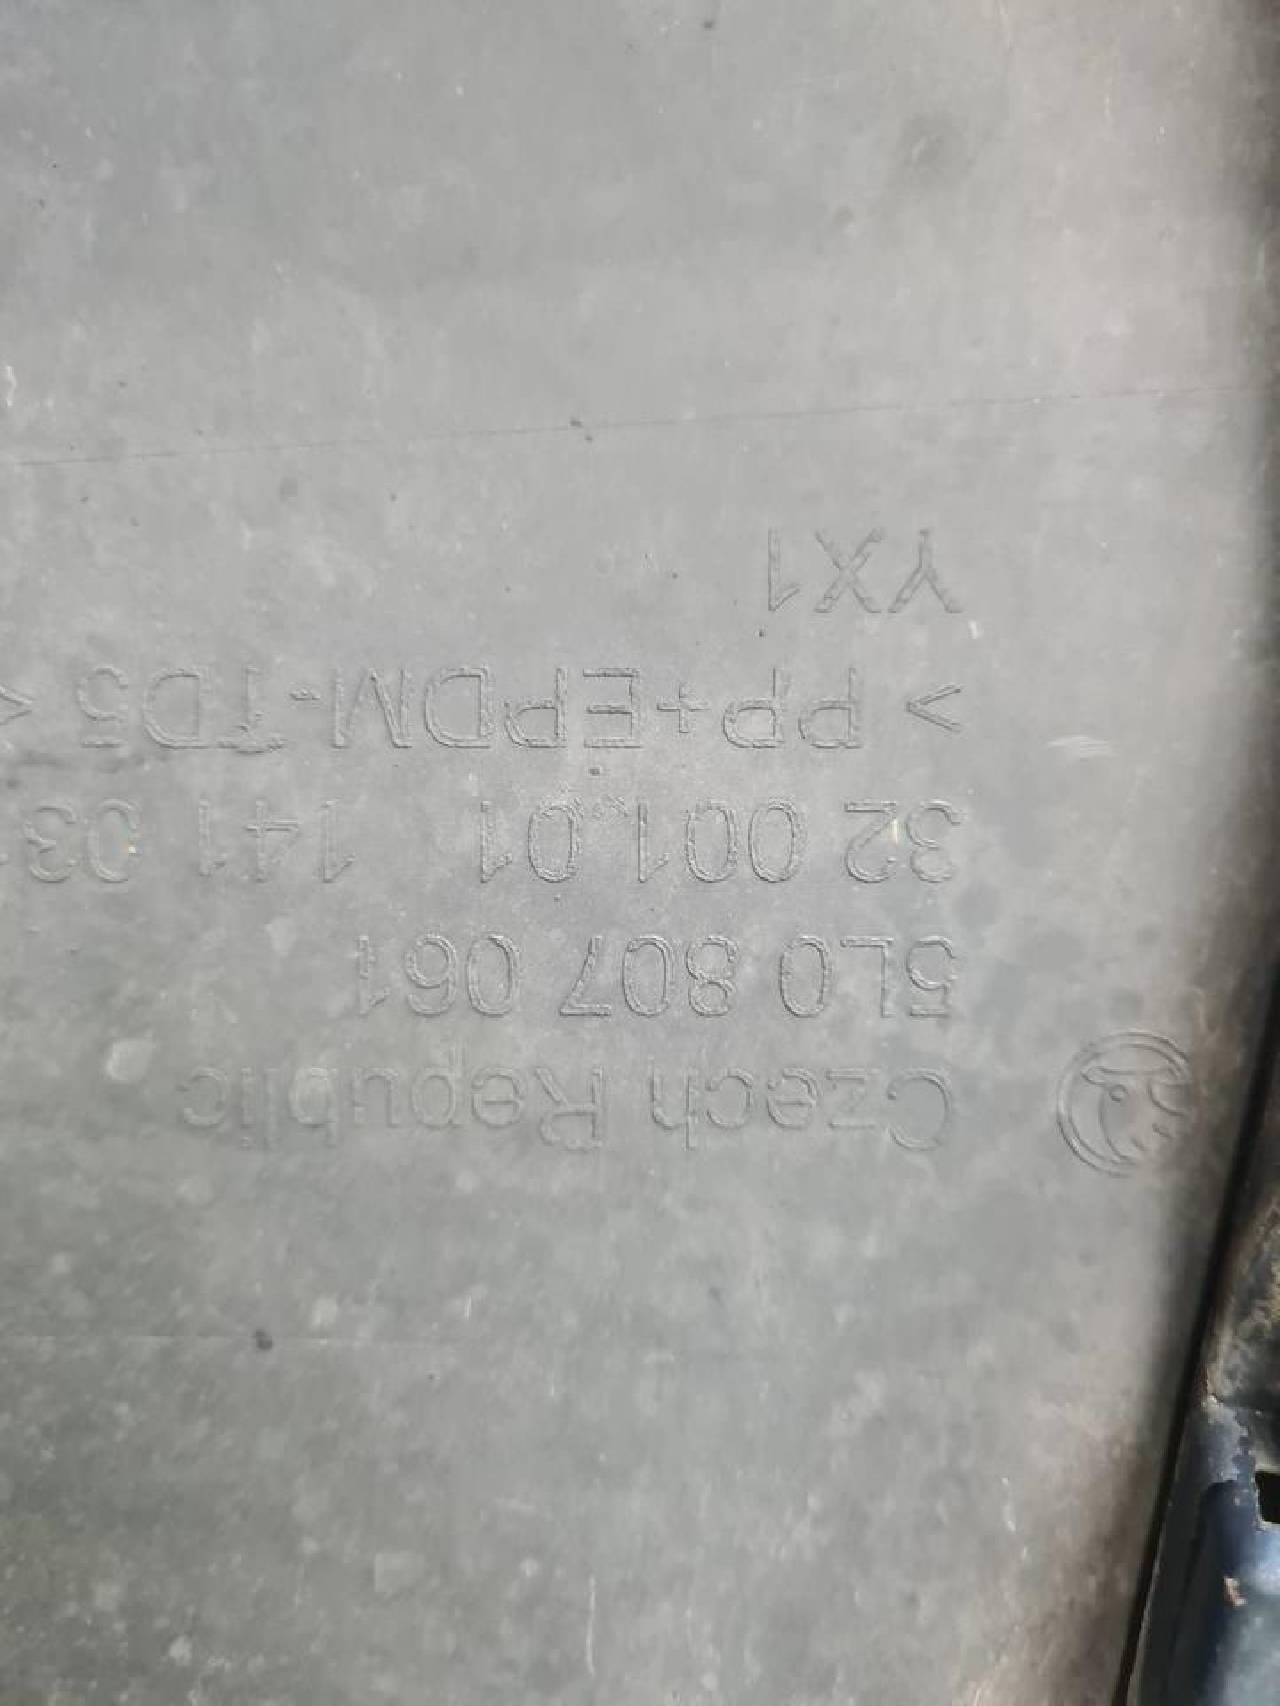 Czech Republic
5L0 807 061
32 001.01 141 03
> PP+EPDM-TD5 <
YX1